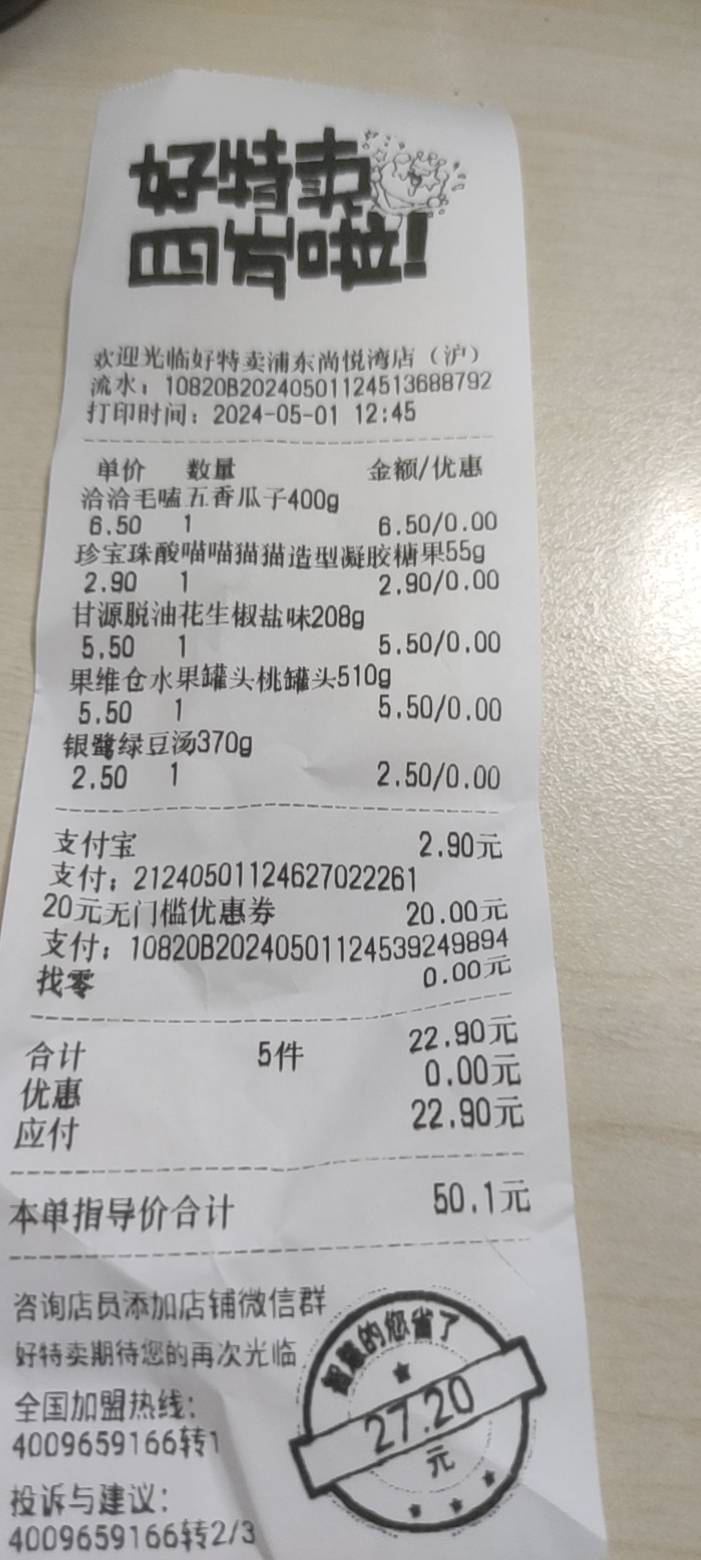 好特卖
欢迎光临好特卖浦东尚悦湾店（沪）
流水：10820B20240501124513688792
打印时间：2024-05-01 12:45
单价 数量 金额/优惠
洽洽毛嗑五香瓜子400g
6.50 1 6.50/0.00
珍宝珠酸喵喵猫猫造型凝胶糖果55g
2.90 1 2.90/0.00
甘源脱油花生椒盐味208g
5.50 1 5.50/0.00
果维仓水果罐头桃罐头510g
5.50 1 5.50/0.00
银鹭绿豆汤370g
2.50 1 2.50/0.00
支付宝 2.90元
支付：212405011124627022261
20元无门槛优惠券 20.00元
支付：10820B202405011124539249894
找零 0.00元
合计 5件 22.90元
优惠 0.00元
应付 22.90元
本单指导价合计 50.1元
咨询店员添加店铺微信群
好特卖期待您的再次光临
全国加盟热线：
4009659166转1
投诉与建议：
4009659166转2/3
智慧的您省了
27.20
元